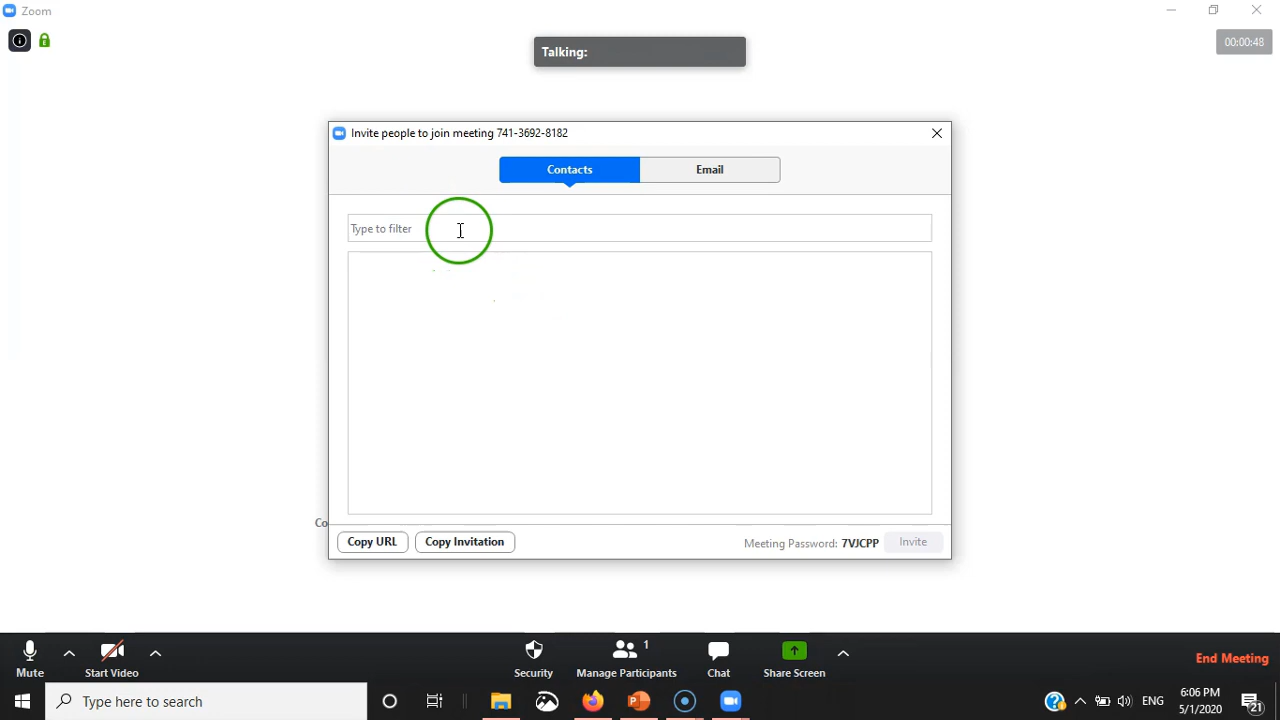 Zoom
00:00:48
Talking:
Invite people to join meeting 741-3692-8182
Contacts
Email
Type to filter
Co
Copy URL
Copy Invitation
Meeting Password: 7VJCPP
Invite
Mute
Start Video
Security
1
Manage Participants
Chat
Share Screen
End Meeting
Type here to search
ENG
6:06 PM
5/1/2020
21